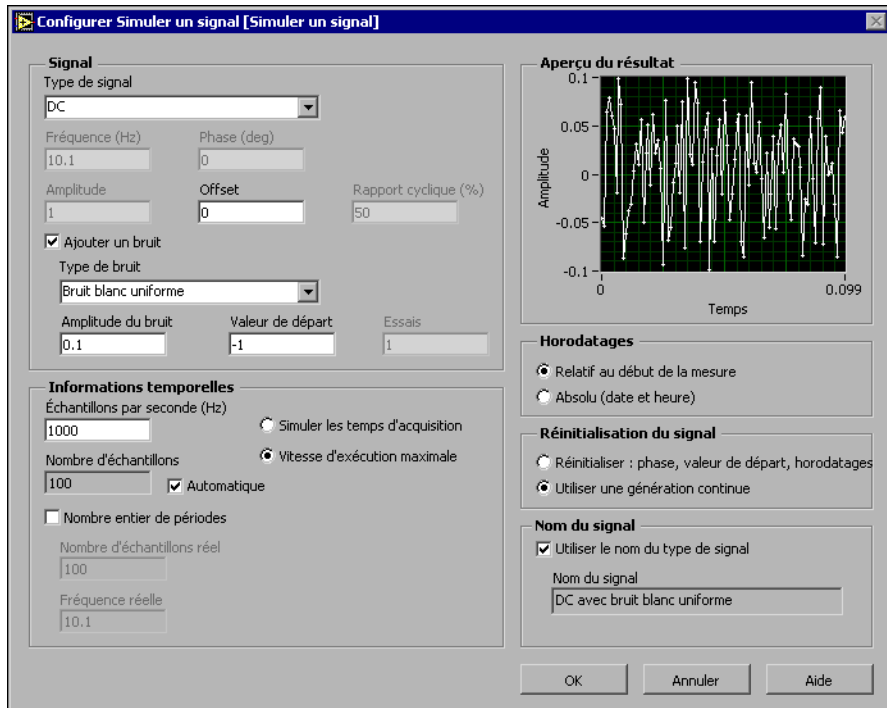 Configurer Simuler un signal [Simuler un signal]
Signal
Type de signal
DC
Fréquence (Hz) Phase (deg)
10.1 0
Amplitude Offset Rapport cyclique (%)
1 0 50
Ajouter un bruit
Type de bruit
Bruit blanc uniforme
Amplitude du bruit Valeur de départ Essais
0.1 -1 1
Informations temporelles
Échantillons par seconde (Hz)
1000
Simuler les temps d'acquisition
Nombre d'échantillons
Vitesse d'exécution maximale
100
Automatique
Nombre entier de périodes
Nombre d'échantillons réel
100
Fréquence réelle
10.1
Aperçu du résultat
Amplitude
0.1
0.05
0
-0.05
-0.1
0 0.099
Temps
Horodatages
Relatif au début de la mesure
Absolu (date et heure)
Réinitialisation du signal
Réinitialiser : phase, valeur de départ, horodatages
Utiliser une génération continue
Nom du signal
Utiliser le nom du type de signal
Nom du signal
DC avec bruit blanc uniforme
OK Annuler Aide